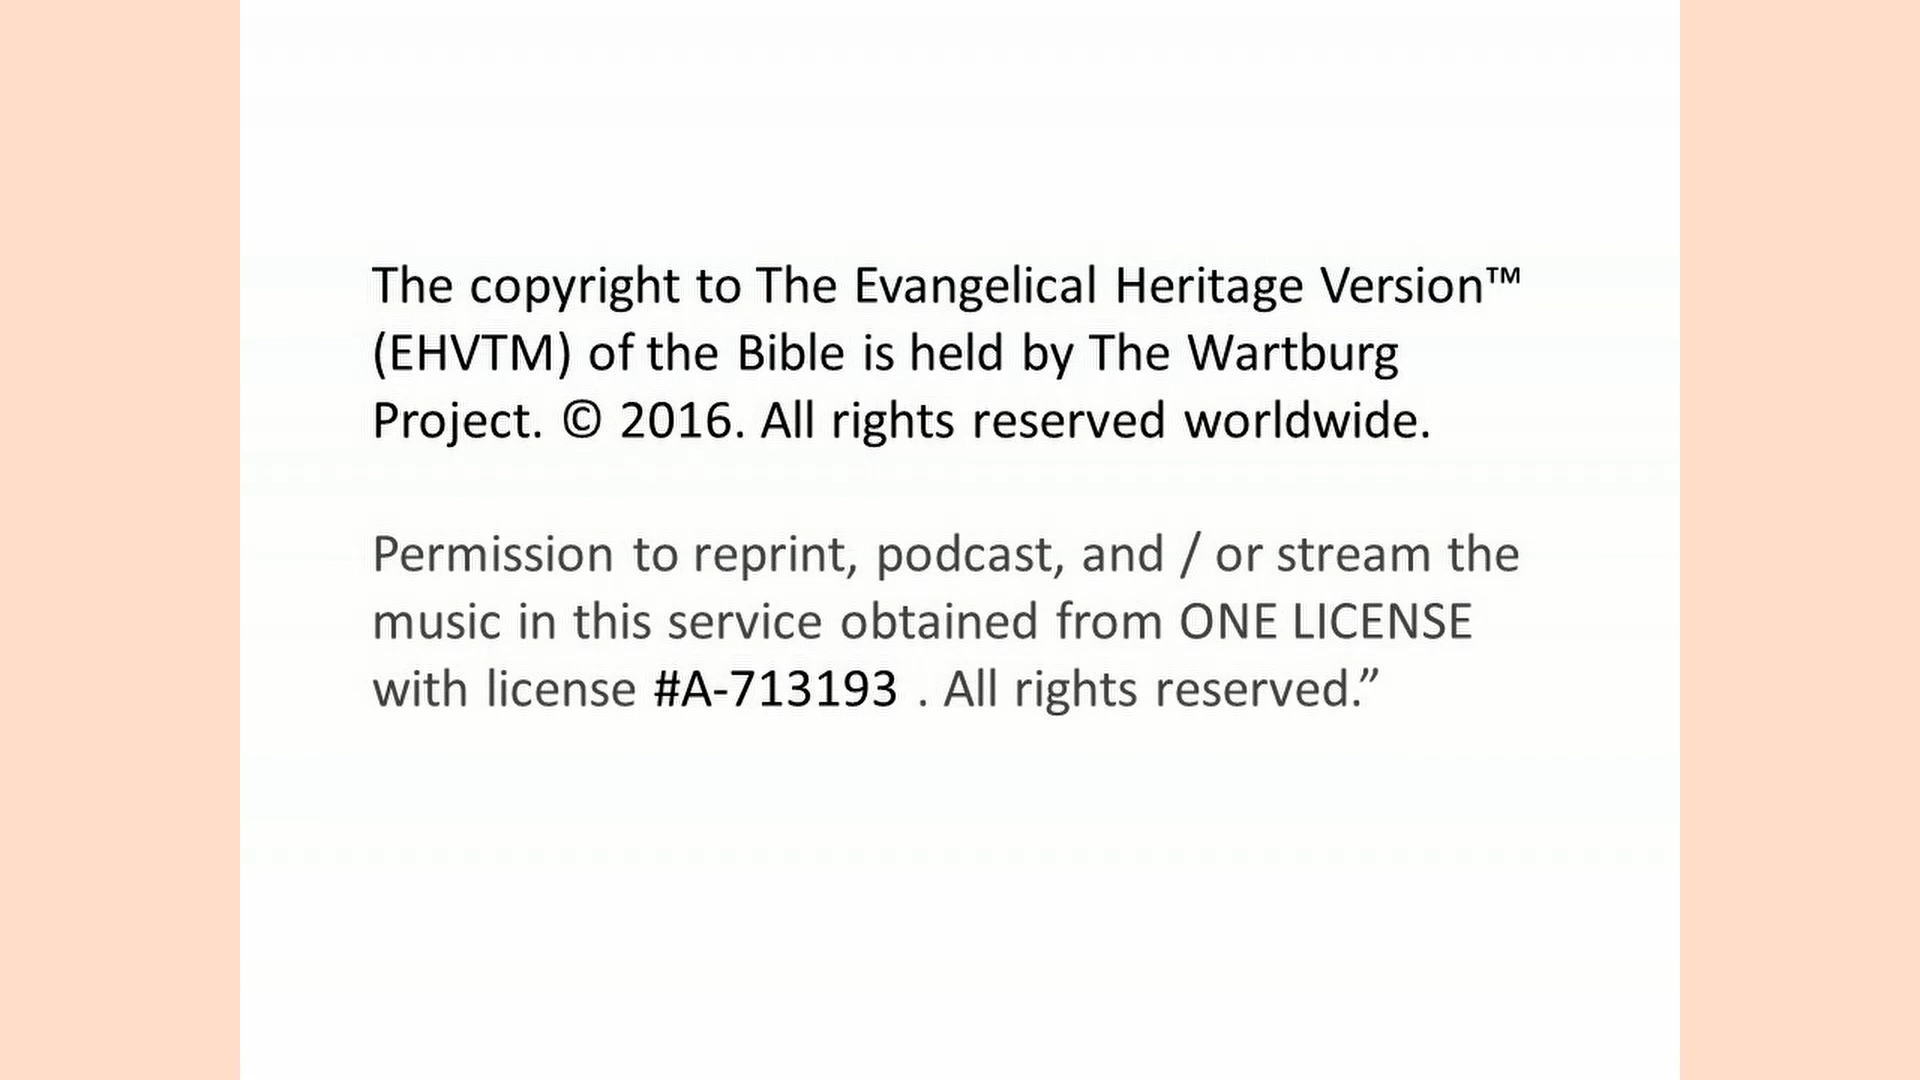 The copyright to The Evangelical Heritage Version™
(EHVTM) of the Bible is held by The Wartburg
Project. © 2016. All rights reserved worldwide.
Permission to reprint, podcast, and / or stream the
music in this service obtained from ONE LICENSE
with license #A-713193 . All rights reserved.”